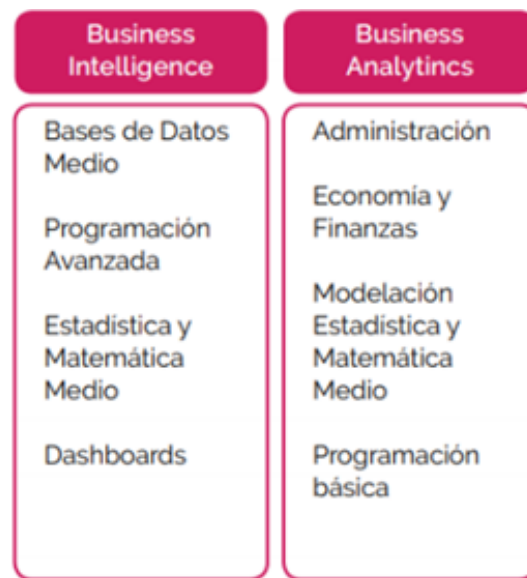 Business
Intelligence
Bases de Datos
Medio
Programación
Avanzada
Estadística y
Matemática
Medio
Dashboards
Business
Analytincs
Administración
Economía y
Finanzas
Modelación
Estadística y
Matemática
Medio
Programación
básica